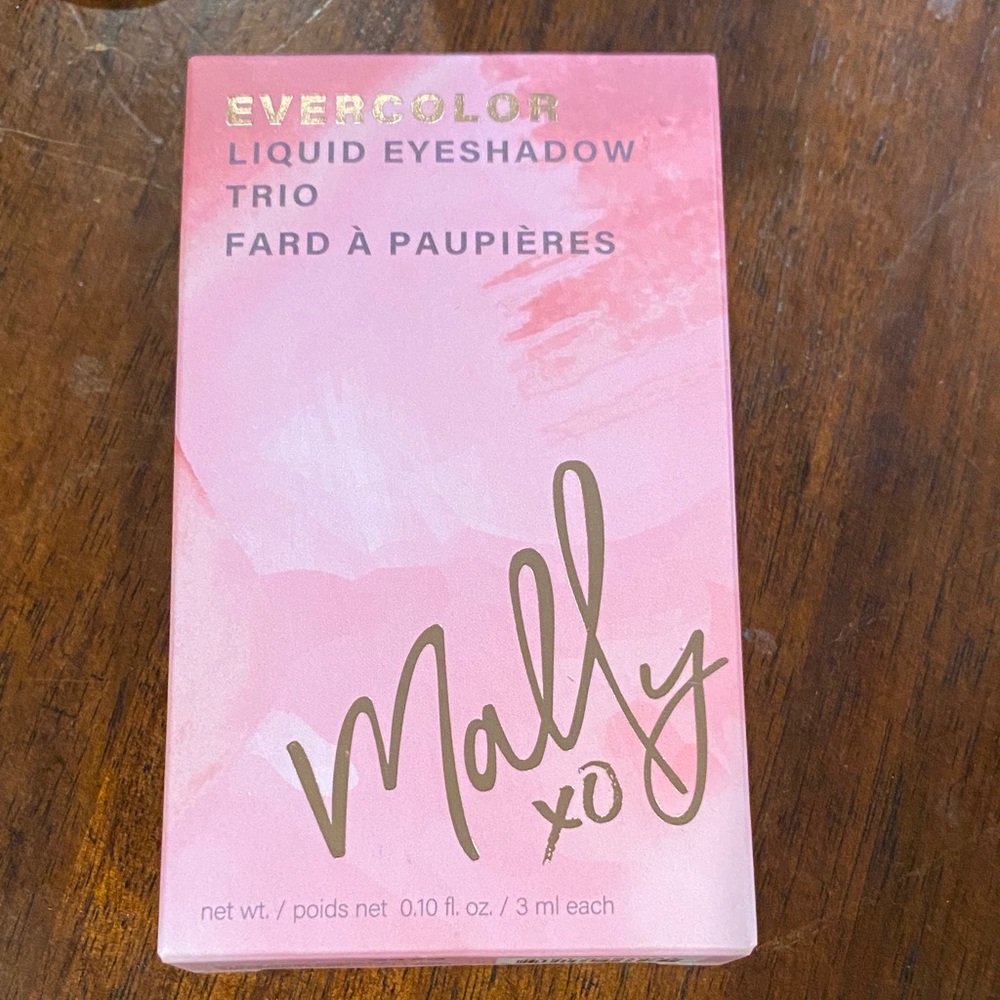 EVERCOLOR
LIQUID EYESHADOW
TRIO
FARD À PAUPIÈRES
Mally
xo
net wt. / poids net 0.10 fl. oz. / 3 ml each